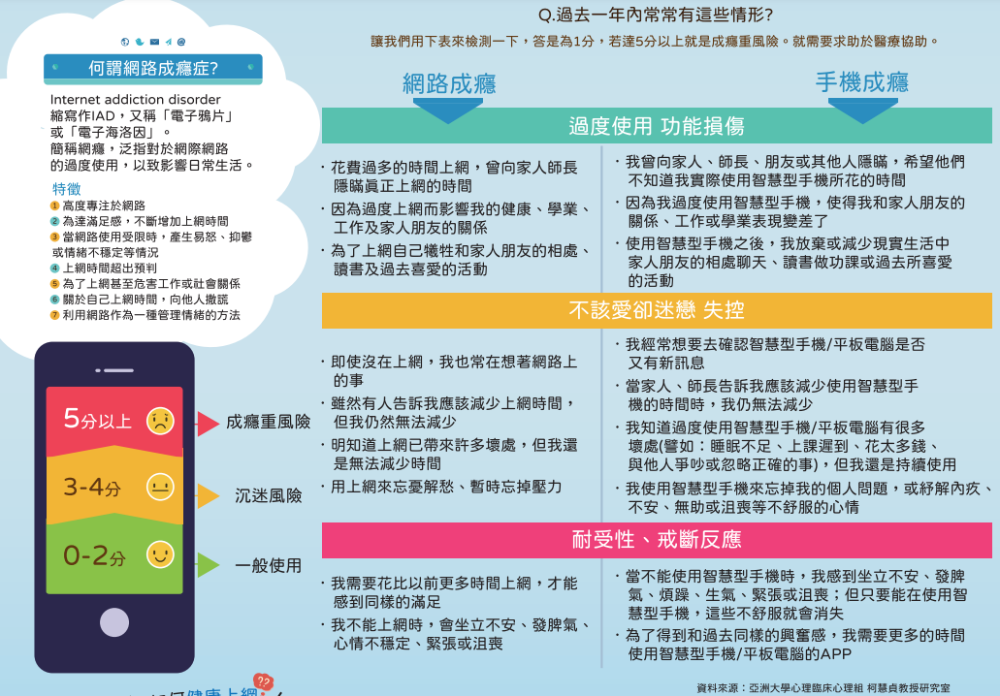 何謂網路成癮症?
Internet addiction disorder
縮寫作IAD，又稱「電子鴉片」
或「電子海洛因」。
簡稱網癮，泛指對於網際網路
的過度使用，以致影響日常生活。
特徵
1 高度專注於網路
2 為達滿足感，不斷增加上網時間
3 當網路使用受限時，產生易怒、抑鬱
或情緒不穩定等情況
4 上網時間超出預判
5 為了上網甚至危害工作或社會關係
6 關於自己上網時間，向他人撒謊
7 利用網路作為一種管理情緒的方法
5分以上
成癮重風險
3-4分
沉迷風險
0-2分
一般使用
??
健康上網
Q.過去一年內常常有這些情形?
讓我們用下表來檢測一下，答是為1分，若達5分以上就是成癮重風險。就需要求助於醫療協助。
網路成癮
手機成癮
過度使用 功能損傷
· 花費過多的時間上網，曾向家人師長
隱瞞真正上網的時間
· 因為過度上網而影響我的健康、學業、
工作及家人朋友的關係
· 為了上網自己犧牲和家人朋友的相處、
讀書及過去喜愛的活動
· 我曾向家人、師長、朋友或其他人隱瞞，希望他們
不知道我實際使用智慧型手機所花的時間
· 因為我過度使用智慧型手機，使得我和家人朋友的
關係、工作或學業表現變差了
· 使用智慧型手機之後，我放棄或減少現實生活中
家人朋友的相處聊天、讀書做功課或過去所喜愛
的活動
不該愛卻迷戀 失控
· 即使沒在上網，我也常在想著網路上
的事
· 雖然有人告訴我應該減少上網時間，
但我仍然無法減少
· 明知道上網已帶來許多壞處，但我還
是無法減少時間
· 用上網來忘憂解愁、暫時忘掉壓力
· 我經常想要去確認智慧型手機/平板電腦是否
又有新訊息
· 當家人、師長告訴我應該減少使用智慧型手
機的時間時，我仍無法減少
· 我知道過度使用智慧型手機/平板電腦有很多
壞處(譬如：睡眠不足、上課遲到、花太多錢、
與他人爭吵或忽略正確的事)，但我還是持續使用
· 我使用智慧型手機來忘掉我的個人問題，或紓解內疚、
不安、無助或沮喪等不舒服的心情
耐受性、戒斷反應
· 我需要花比以前更多時間上網，才能
感到同樣的滿足
· 我不能上網時，會坐立不安、發脾氣、
心情不穩定、緊張或沮喪
· 當不能使用智慧型手機時，我感到坐立不安、發脾
氣、煩躁、生氣、緊張或沮喪；但只要能在使用智
慧型手機，這些不舒服就會消失
· 為了得到和過去同樣的興奮感，我需要更多的時間
使用智慧型手機/平板電腦的APP
資料來源：亞洲大學心理臨床心理組 柯慧貞教授研究室